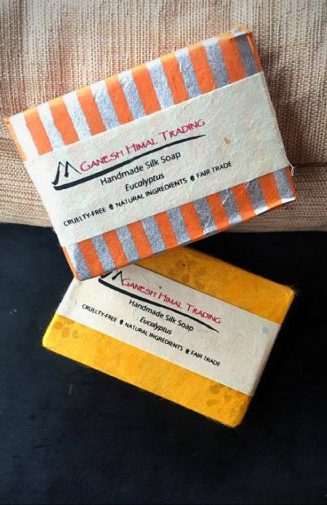 GANESH HIMAL TRADING
Handmade Silk Soap
Eucalyptus
CRUELTY-FREE NATURAL INGREDIENTS FAIR TRADE
GANESH HIMAL TRADING
Handmade Silk Soap
Eucalyptus
CRUELTY-FREE NATURAL INGREDIENTS FAIR TRADE